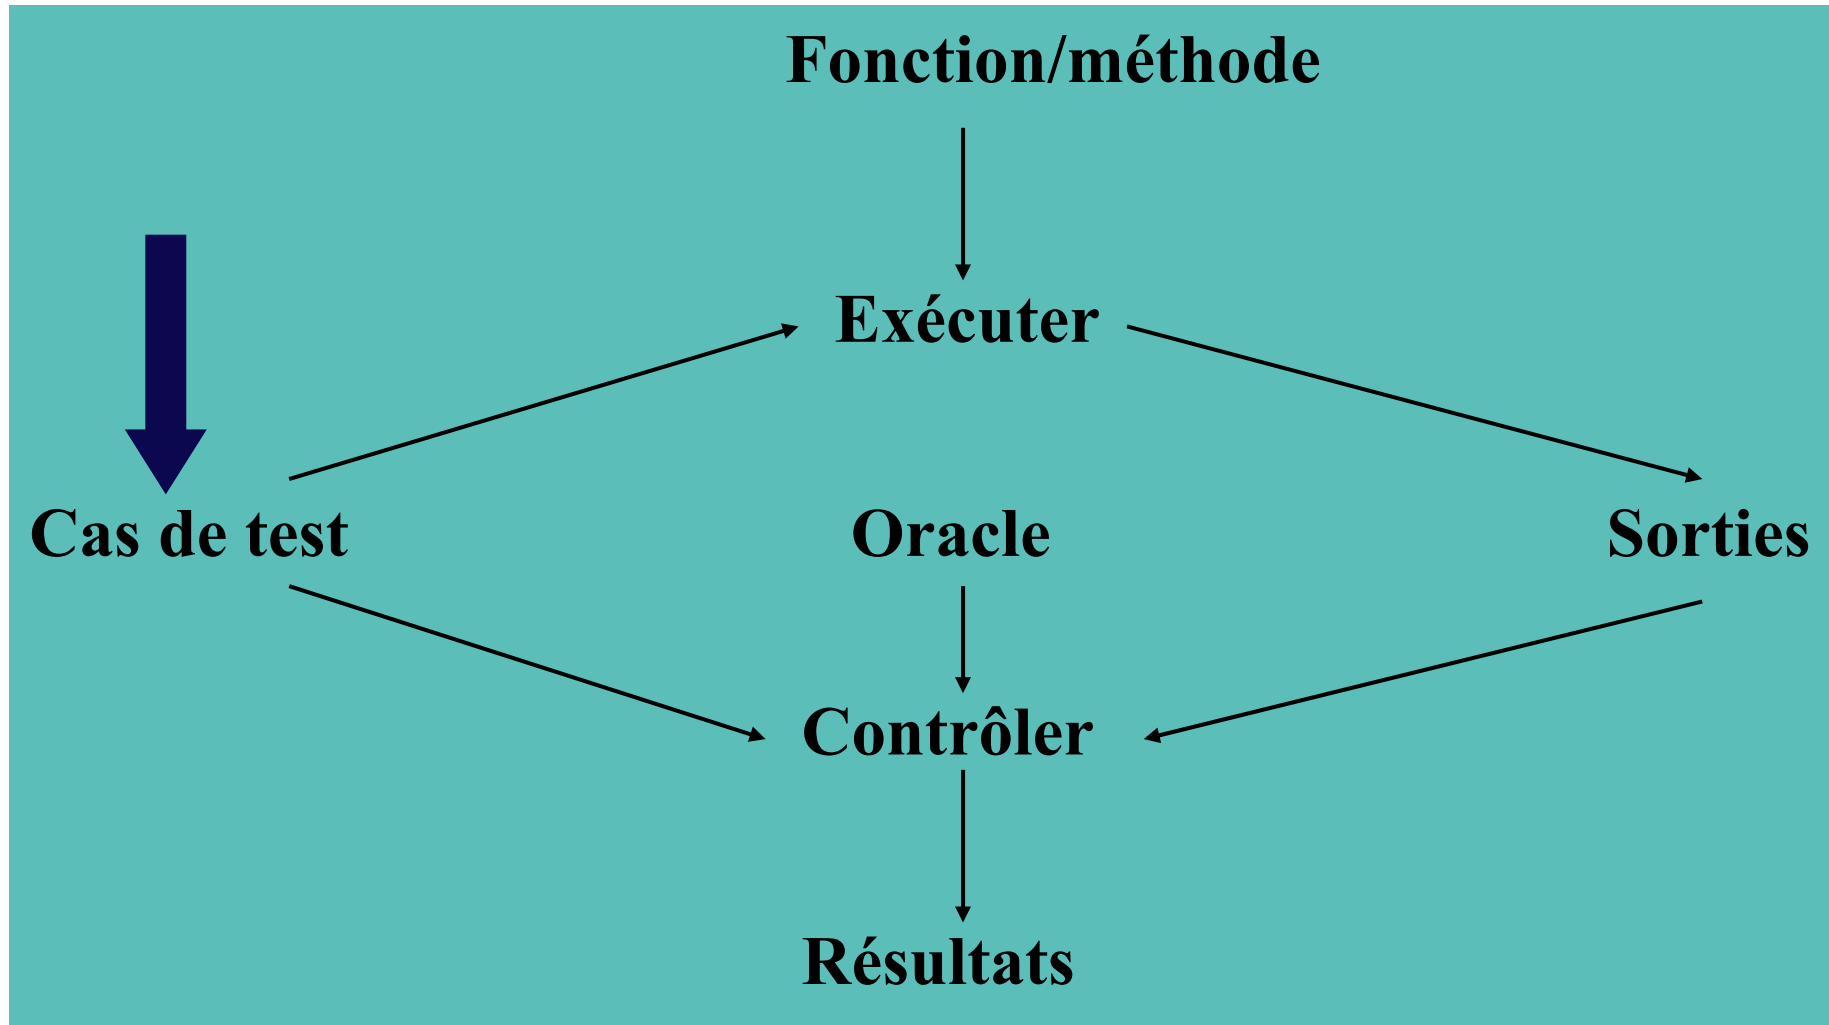 Fonction/méthode
Exécuter
Cas de test
Oracle
Sorties
Contrôler
Résultats